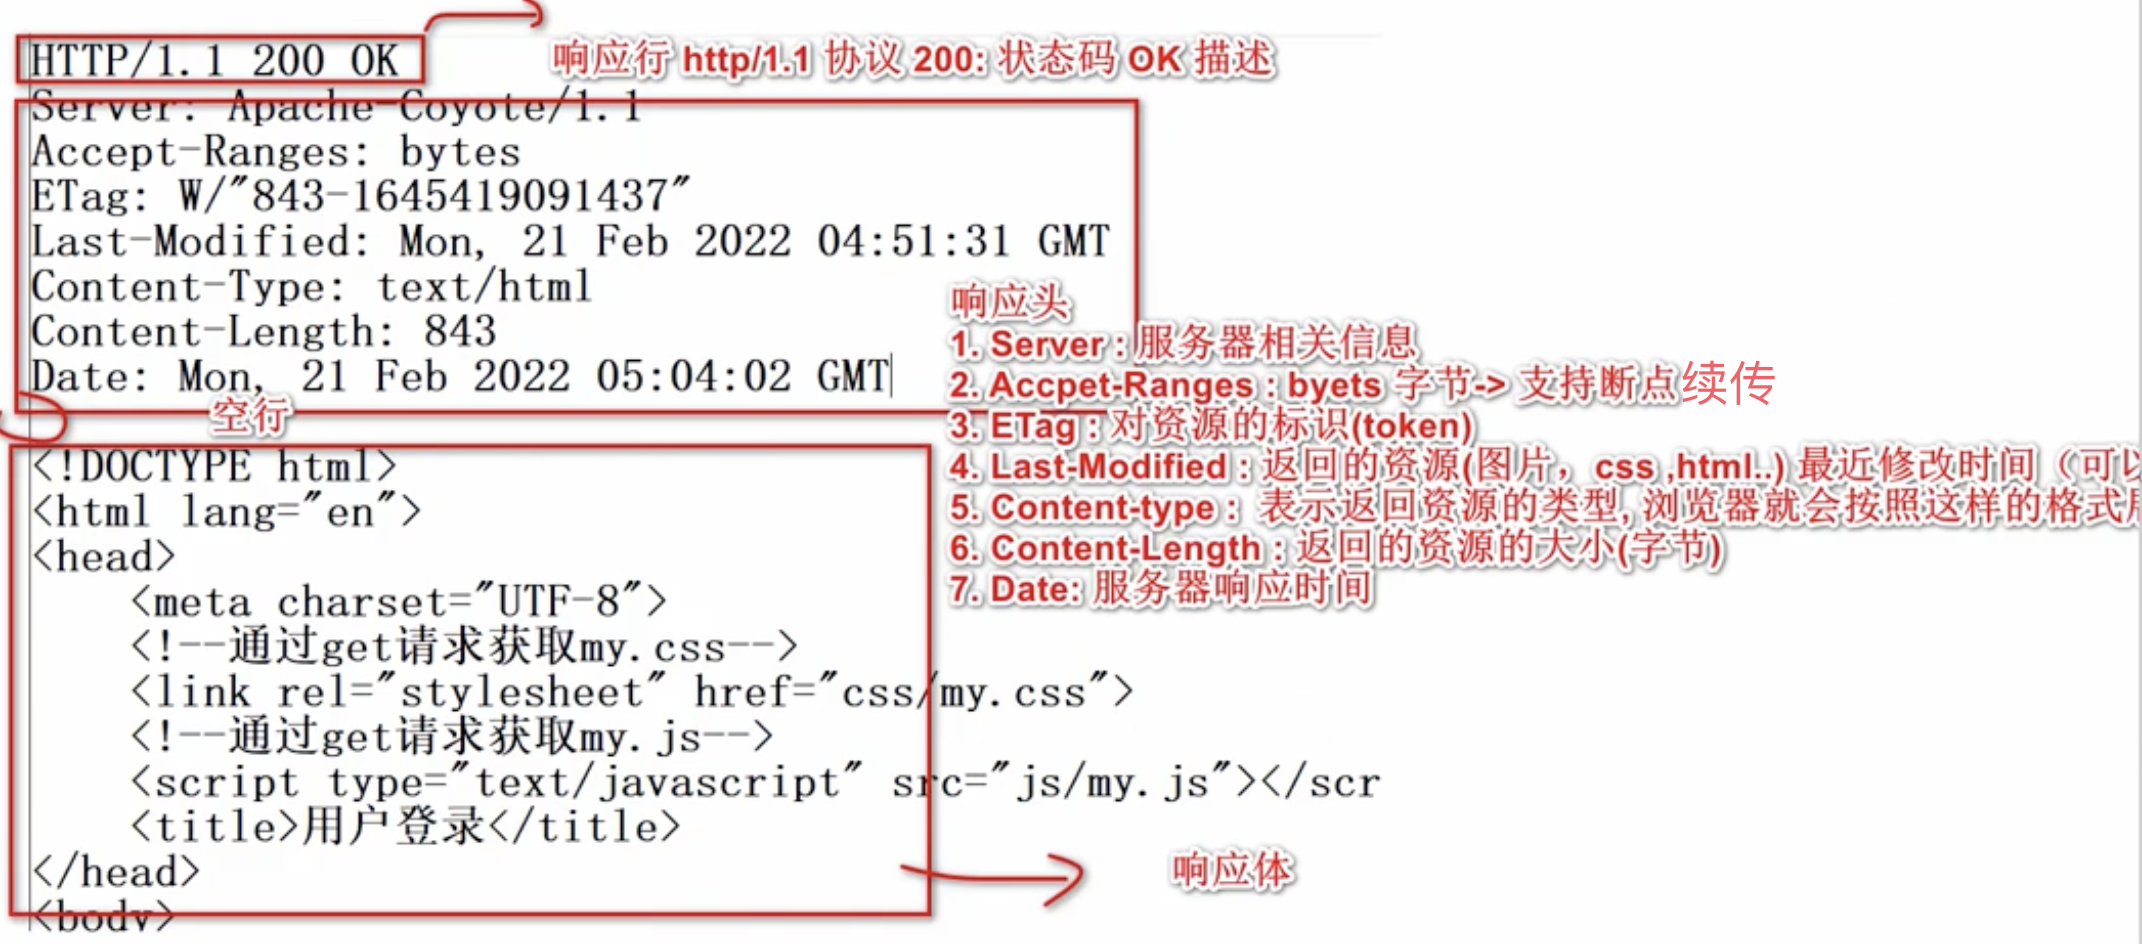 HTTP/1.1 200 OK
响应行 http/1.1 协议 200: 状态码 OK 描述
Server: Apache-Coyote/1.1
Accept-Ranges: bytes
ETag: W/"843-1645419091437"
Last-Modified: Mon, 21 Feb 2022 04:51:31 GMT
Content-Type: text/html
Content-Length: 843
Date: Mon, 21 Feb 2022 05:04:02 GMT
响应头
1. Server : 服务器相关信息
2. Accpet-Ranges : byets 字节-> 支持断点续传
3. ETag : 对资源的标识(token)
4. Last-Modified : 返回的资源(图片，css ,html..) 最近修改时间（可以
5. Content-type : 表示返回资源的类型, 浏览器就会按照这样的格式
6. Content-Length : 返回的资源的大小(字节)
7. Date: 服务器响应时间
空行
<!DOCTYPE html>
<html lang="en">
<head>
<meta charset="UTF-8">
<!--通过get请求获取my.css-->
<link rel="stylesheet" href="css/my.css">
<!--通过get请求获取my.js-->
<script type="text/javascript" src="js/my.js"></scr
<title>用户登录</title>
</head>
<body>
响应体